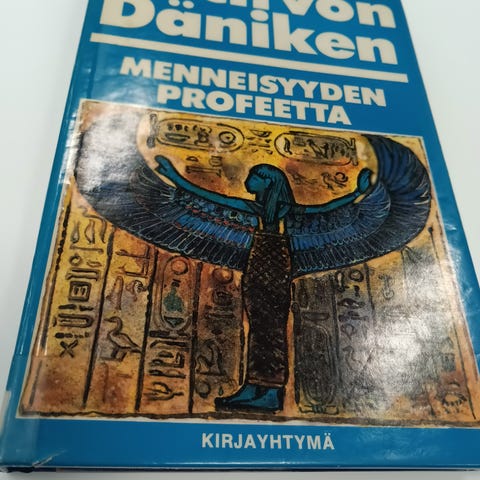 von
Däniken
MENNEISYYDEN
PROFEETTA
KIRJAYHTYMÄ